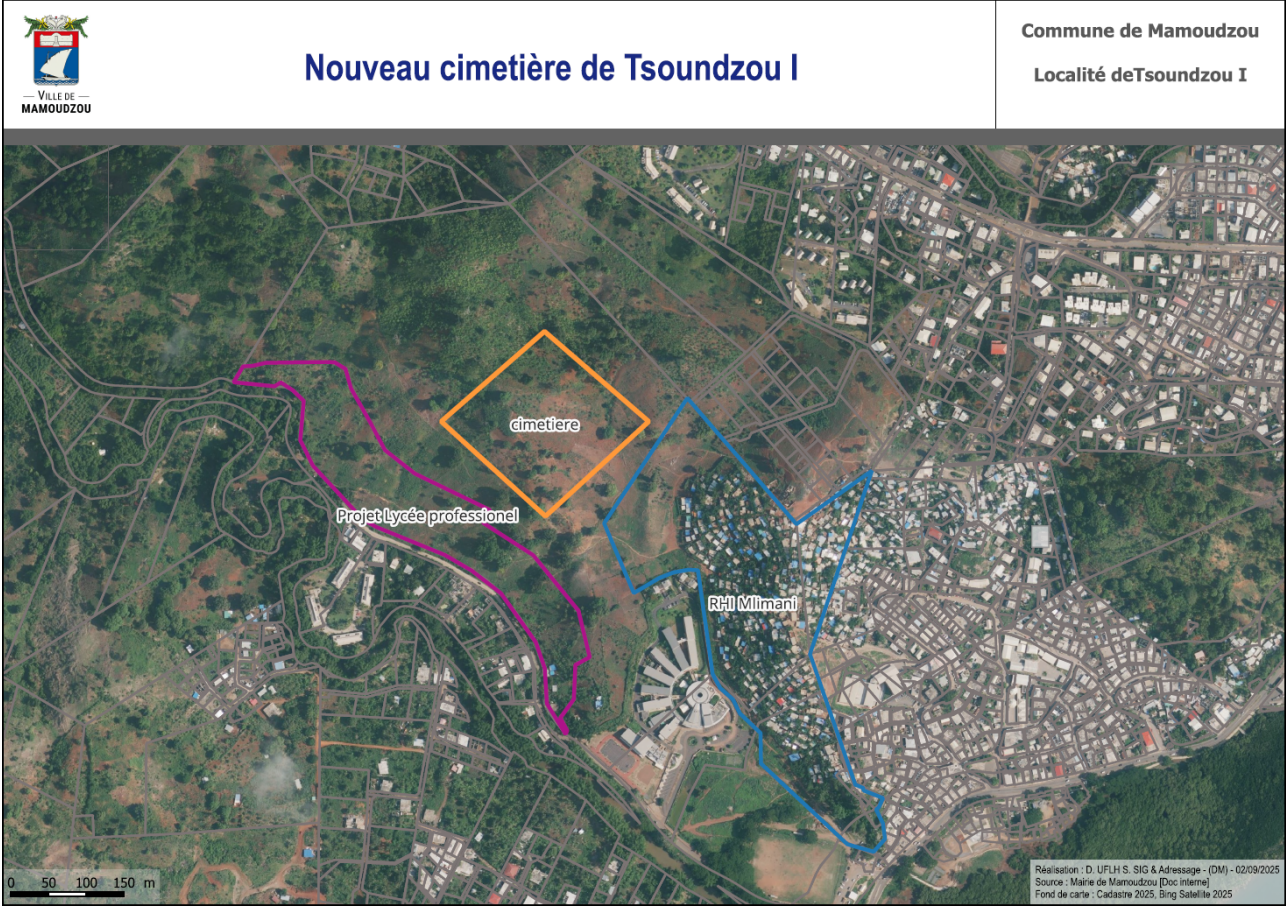 VILLE DE
MAMOUDZOU
Nouveau cimetière de Tsoundzou I
Commune de Mamoudzou
Localité deTsoundzou I
cimetiere
Projet Lycée professionel
RHI Mlimani
0 50 100 150 m
Réalisation : D. UFLH S. SIG & Adressage - (DM) - 02/09/2025
Source : Mairie de Mamoudzou [Doc interne]
Fond de carte : Cadastre 2025, Bing Satellite 2025